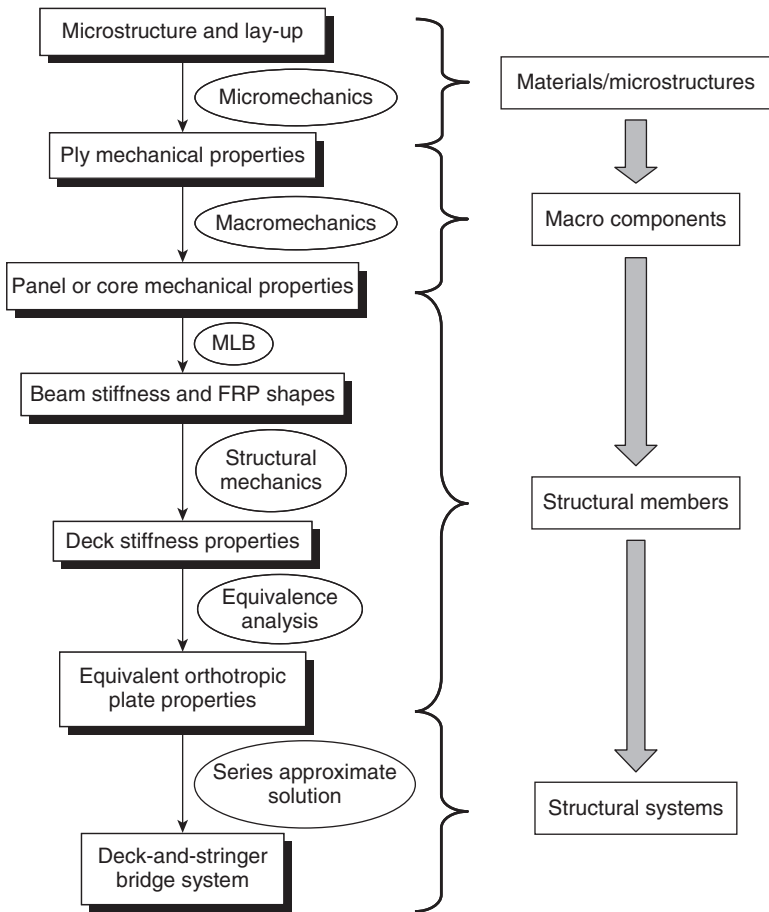 Microstructure and lay-up
Micromechanics
Ply mechanical properties
Macromechanics
Panel or core mechanical properties
MLB
Beam stiffness and FRP shapes
Structural
mechanics
Deck stiffness properties
Equivalence
analysis
Equivalent orthotropic
plate properties
Series approximate
solution
Deck-and-stringer
bridge system
Materials/microstructures
Macro components
Structural members
Structural systems